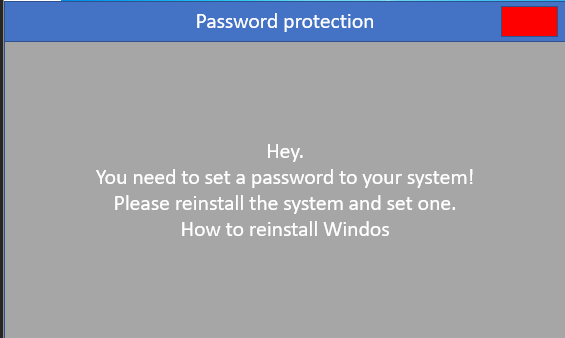 Password protection
Hey.
You need to set a password to your system!
Please reinstall the system and set one.
How to reinstall Windos